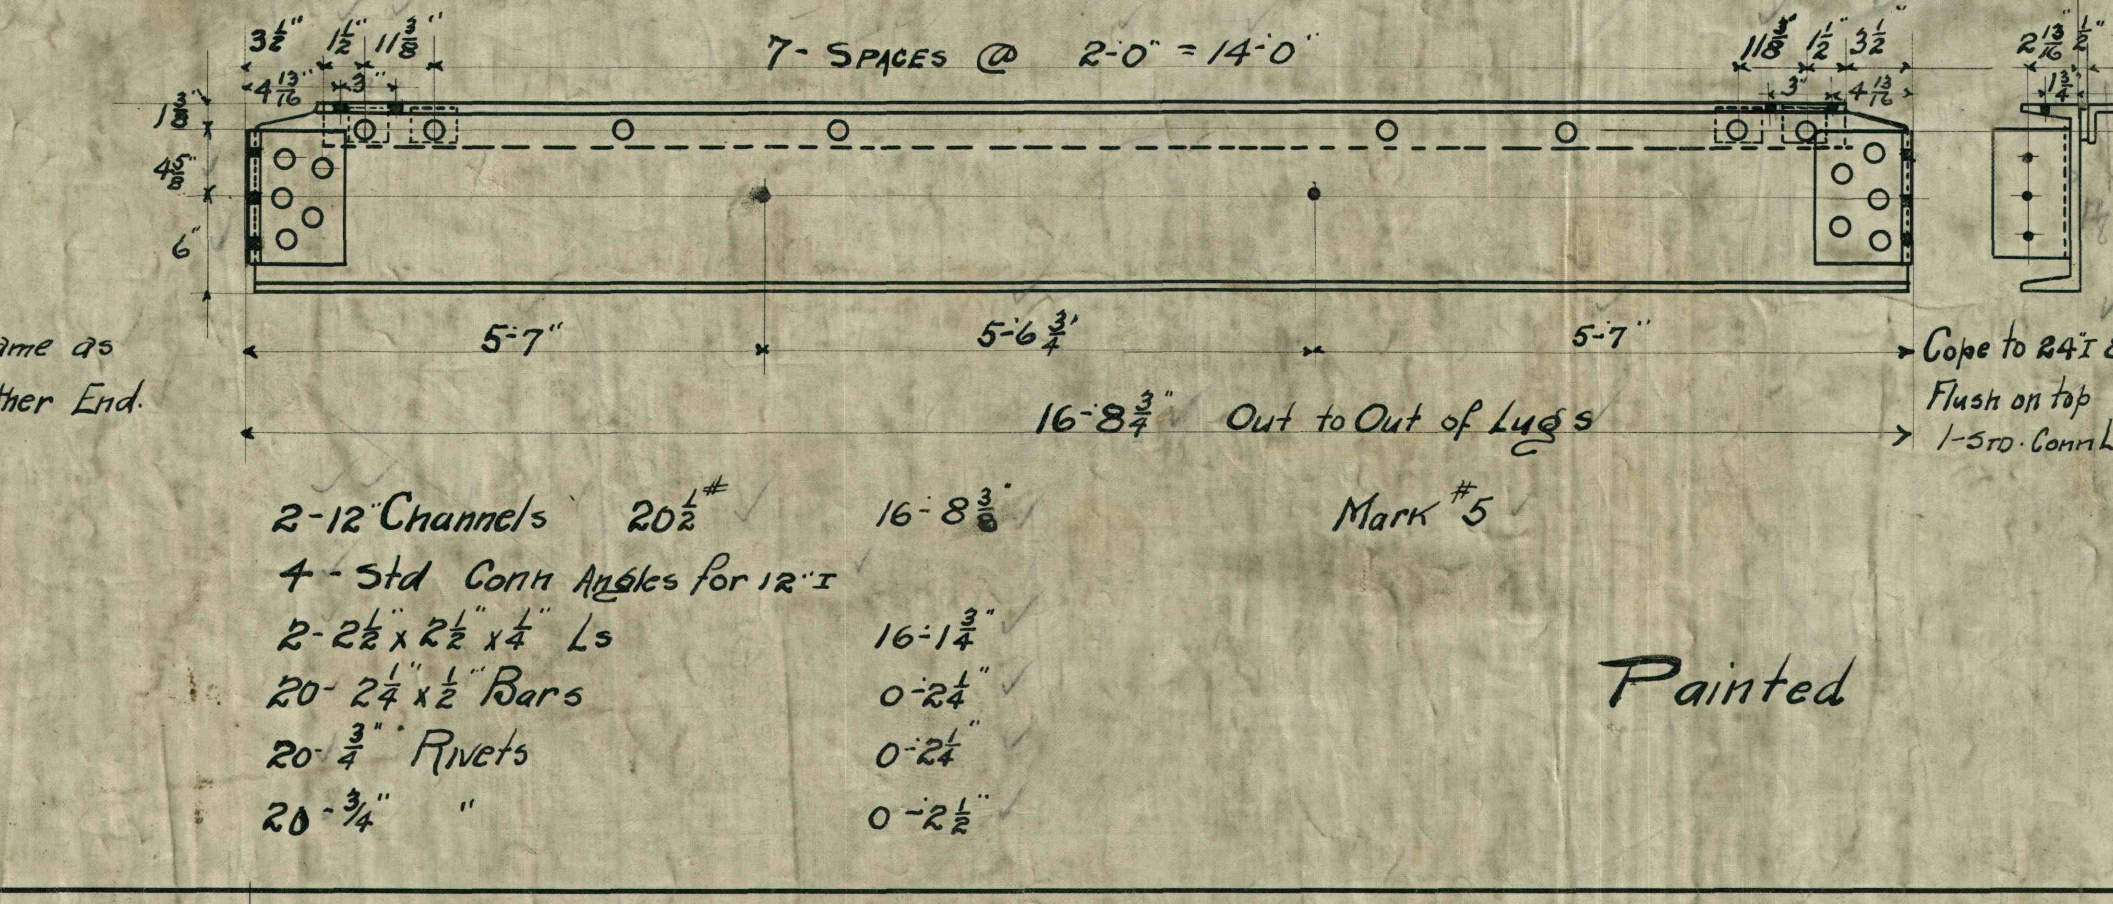 3½" 1½" 11⅜" 7- SPACES @ 2'-0" = 14'-0" 11⅜" 1½" 3½" 2 13/16" ½"
4 13/16" 3" 3" 4 13/16" 1¾"
1⅜"
4⅝"
6"
5'-7" 5'-6¾" 5'-7"
ame as
ther End.
Cope to 24"I &
Flush on top
1-STD. Conn L
16'-8¾" Out to Out of Lugs
2-12" Channels 20½# 16'-8⅜" Mark #5
4 - Std Conn Angles for 12" I
2- 2½" x 2½" x ¼" Ls 16'-1¾"
20- 2¼" x ½" Bars 0'-2¼"
20- ¾" Rivets 0'-2¼"
20 - ¾" " 0'-2½"
Painted